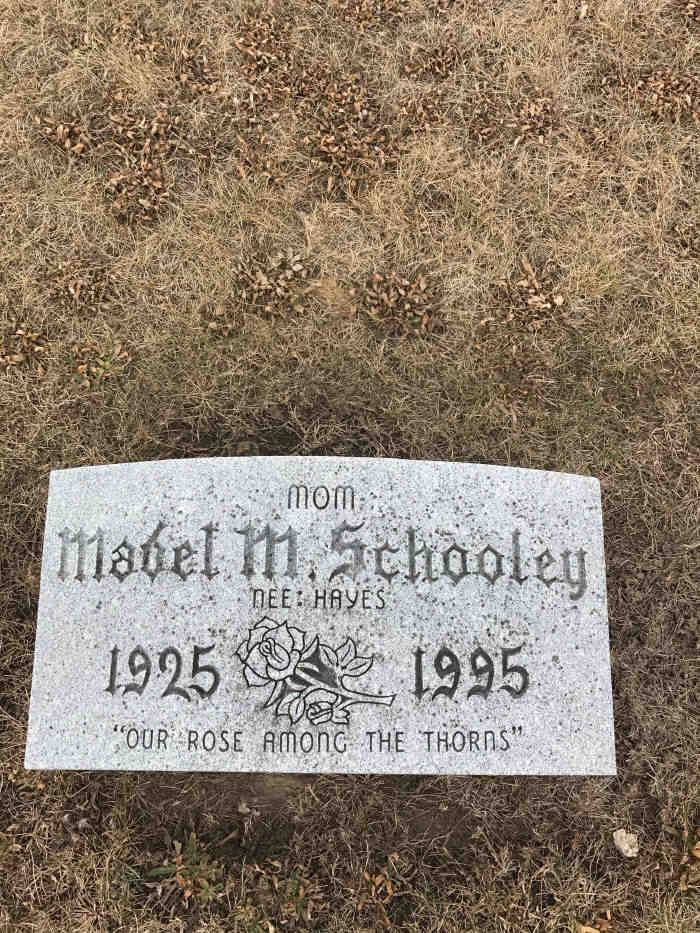 MOM
Mabel M. Schooley
NEE: HAYES
1925 1995
"OUR ROSE AMONG THE THORNS"